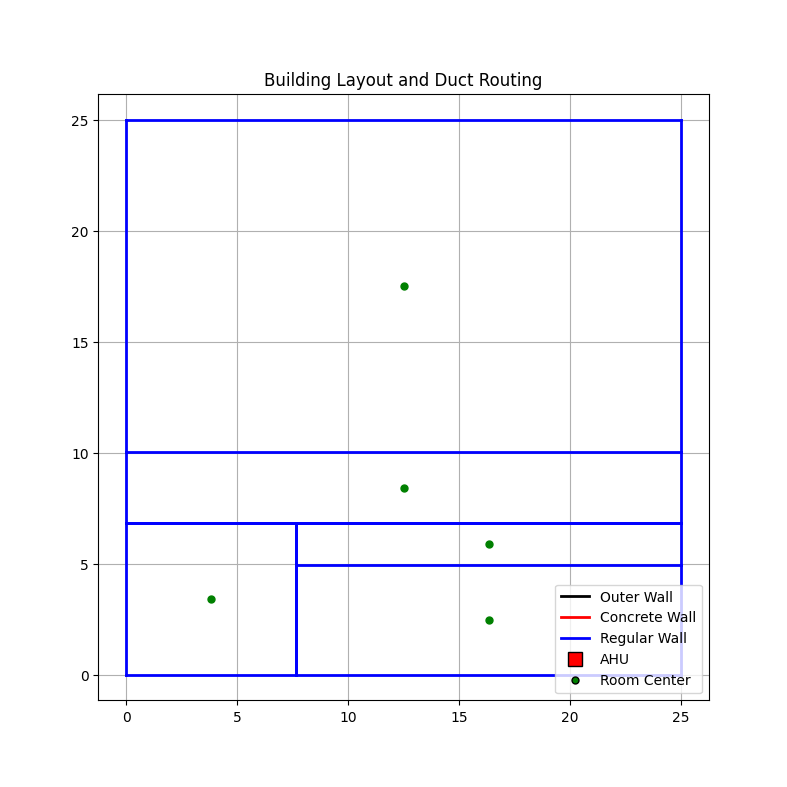 Building Layout and Duct Routing
25
20
15
10
5
0
0 5 10 15 20 25
Outer Wall
Concrete Wall
Regular Wall
AHU
Room Center